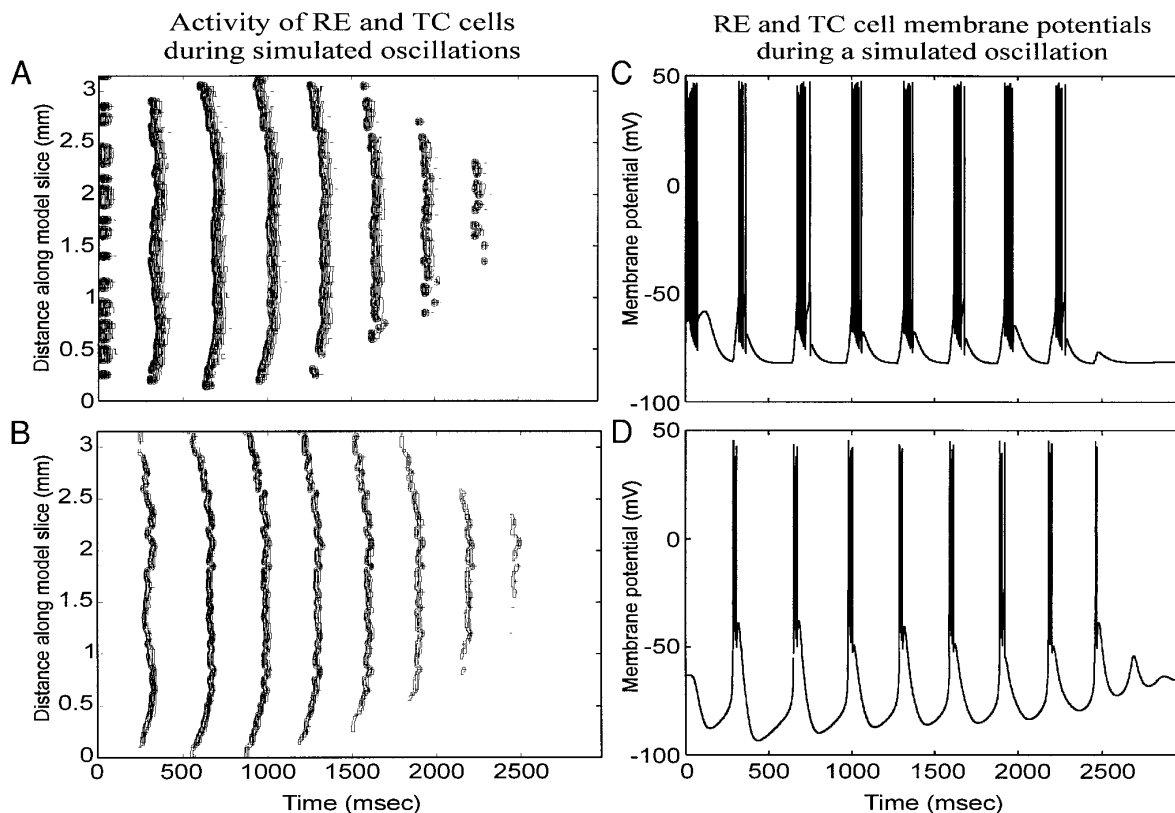 Activity of RE and TC cells
during simulated oscillations
RE and TC cell membrane potentials
during a simulated oscillation
A
3
2.5
2
1.5
1
0.5
0
Distance along model slice (mm)
C
50
0
-50
-100
Membrane potential (mV)
B
3
2.5
2
1.5
1
0.5
0
Distance along model slice (mm)
0 500 1000 1500 2000 2500
Time (msec)
D
50
0
-50
-100
Membrane potential (mV)
0 500 1000 1500 2000 2500
Time (msec)